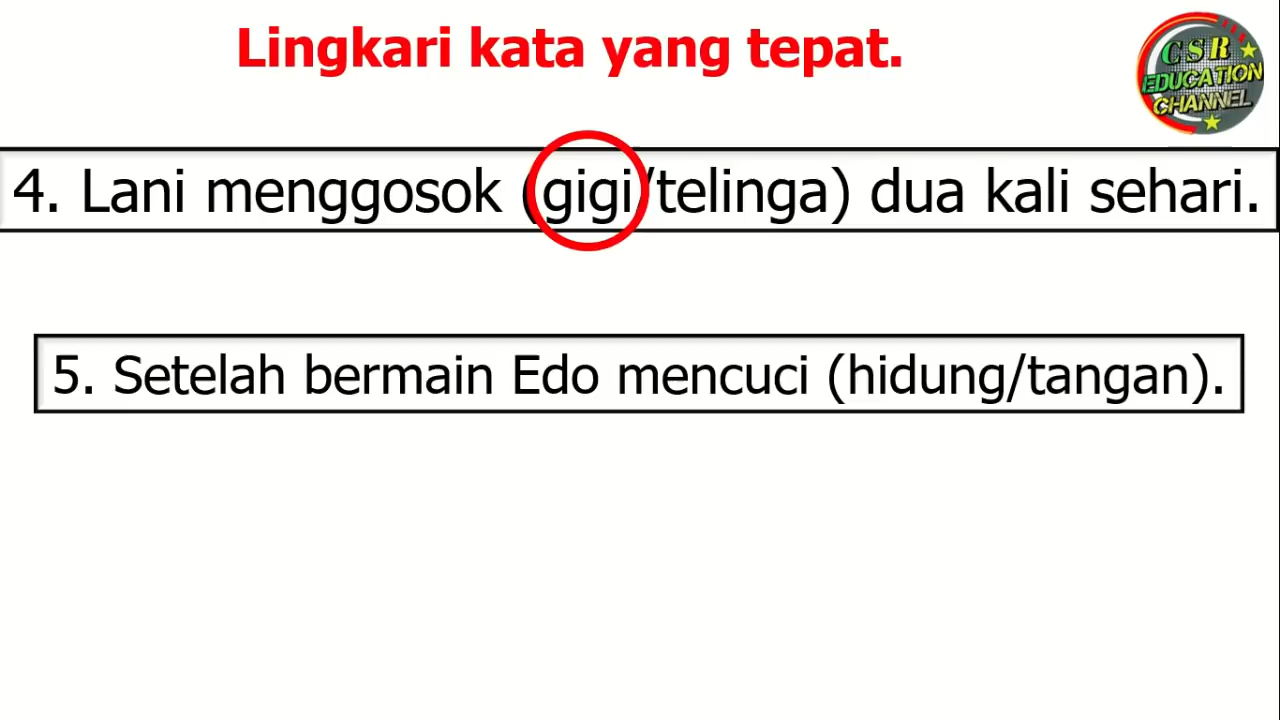 Lingkari kata yang tepat.
CSR
EDUCATION
CHANNEL
4. Lani menggosok (gigi/telinga) dua kali sehari.
5. Setelah bermain Edo mencuci (hidung/tangan).